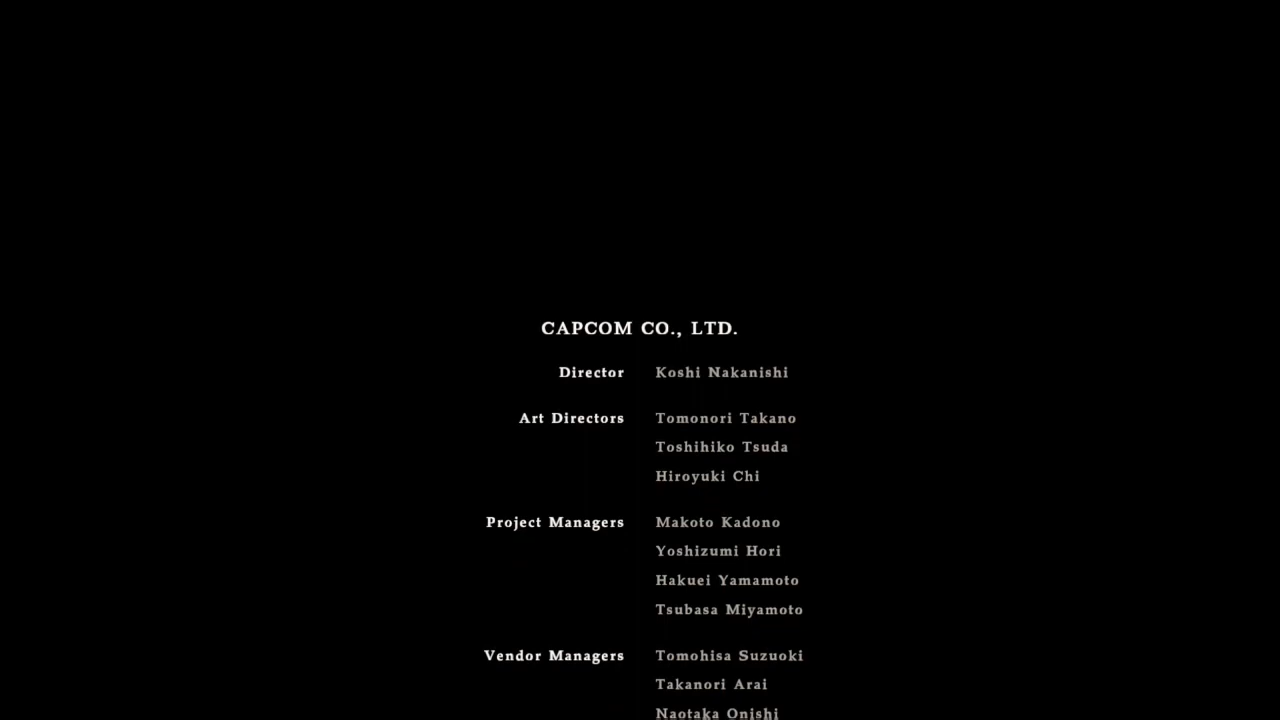 CAPCOM CO., LTD.
Director Koshi Nakanishi
Art Directors Tomonori Takano
Toshihiko Tsuda
Hiroyuki Chi
Project Managers Makoto Kadono
Yoshizumi Hori
Hakuei Yamamoto
Tsubasa Miyamoto
Vendor Managers Tomohisa Suzuoki
Takanori Arai
Naotaka Onishi